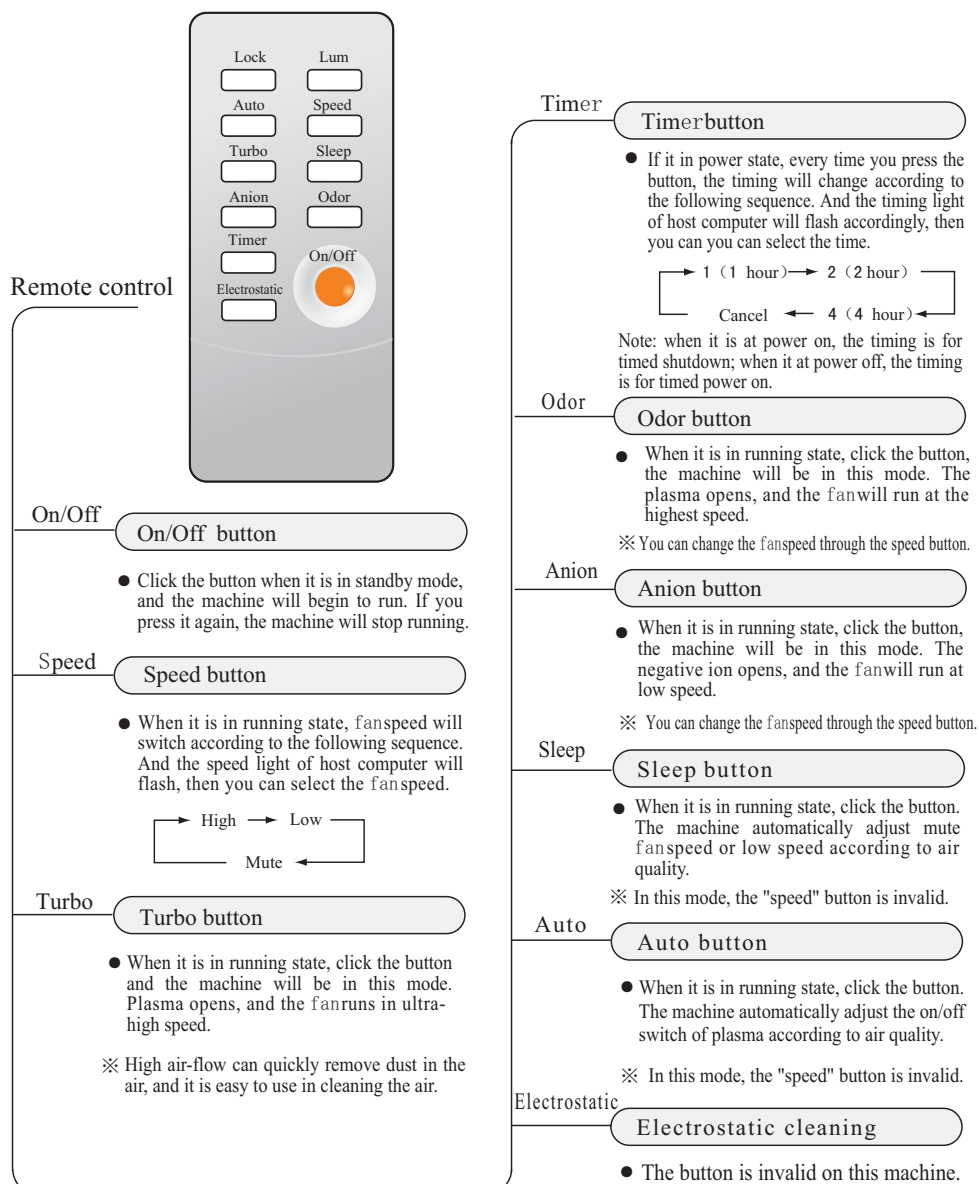 Lock Lum
Auto Speed
Turbo Sleep
Anion Odor
Timer
On/Off
Electrostatic
Remote control
On/Off
On/Off button
● Click the button when it is in standby mode,
and the machine will begin to run. If you
press it again, the machine will stop running.
Speed
Speed button
● When it is in running state, fanspeed will
switch according to the following sequence.
And the speed light of host computer will
flash, then you can select the fanspeed.
High → Low
Mute
Turbo
Turbo button
● When it is in running state, click the button
and the machine will be in this mode.
Plasma opens, and the fanruns in ultra-
high speed.
※ High air-flow can quickly remove dust in the
air, and it is easy to use in cleaning the air.
Timer
Timerbutton
● If it in power state, every time you press the
button, the timing will change according to
the following sequence. And the timing light
of host computer will flash accordingly, then
you can you can select the time.
→ 1 (1 hour) → 2 (2 hour)
Cancel ← 4 (4 hour) ←
Note: when it is at power on, the timing is for
timed shutdown; when it at power off, the timing
is for timed power on.
Odor
Odor button
● When it is in running state, click the button,
the machine will be in this mode. The
plasma opens, and the fanwill run at the
highest speed.
※ You can change the fanspeed through the speed button.
Anion
Anion button
● When it is in running state, click the button,
the machine will be in this mode. The
negative ion opens, and the fanwill run at
low speed.
※ You can change the fanspeed through the speed button.
Sleep
Sleep button
● When it is in running state, click the button.
The machine automatically adjust mute
fanspeed or low speed according to air
quality.
※ In this mode, the "speed" button is invalid.
Auto
Auto button
● When it is in running state, click the button.
The machine automatically adjust the on/off
switch of plasma according to air quality.
※ In this mode, the "speed" button is invalid.
Electrostatic
Electrostatic cleaning
● The button is invalid on this machine.